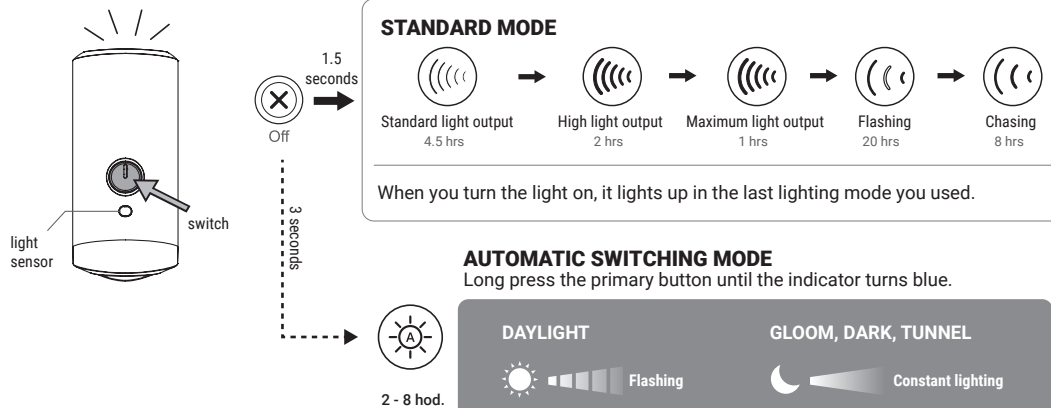 STANDARD MODE
1.5
seconds
Off
Standard light output
4.5 hrs
High light output
2 hrs
Maximum light output
1 hrs
Flashing
20 hrs
Chasing
8 hrs
When you turn the light on, it lights up in the last lighting mode you used.
switch
light
sensor
3 seconds
AUTOMATIC SWITCHING MODE
Long press the primary button until the indicator turns blue.
A
2 - 8 hod.
DAYLIGHT
Flashing
GLOOM, DARK, TUNNEL
Constant lighting